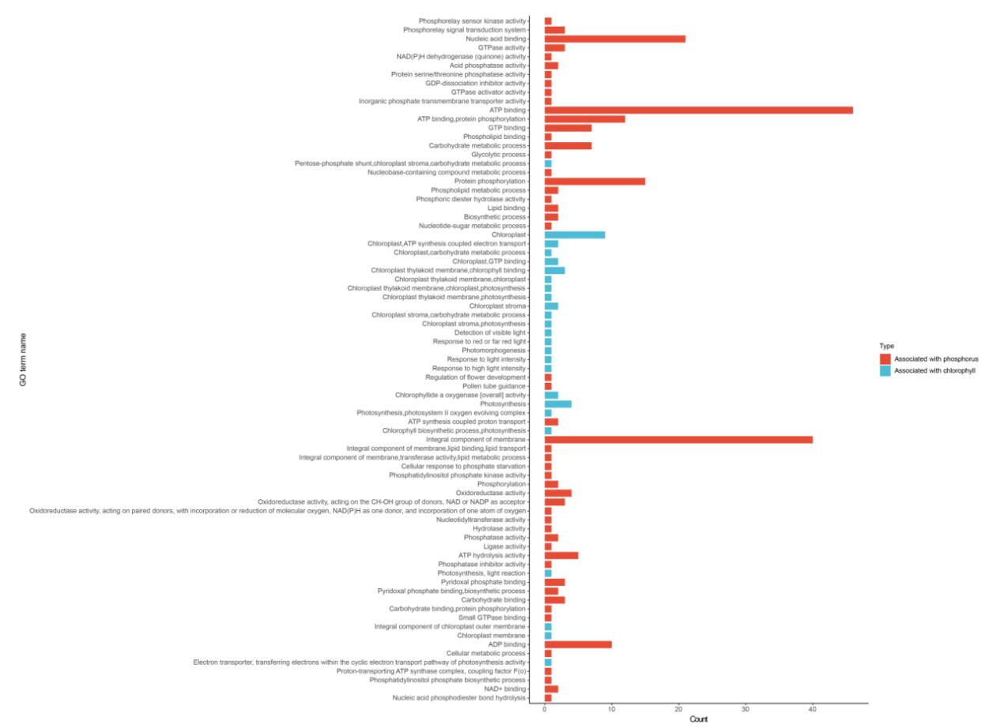 Phosphorelay sensor kinase activity
Phosphorelay signal transduction system
Nucleic acid binding
GTPase activity
NAD(P)H dehydrogenase (quinone) activity
Acid phosphatase activity
Protein serine/threonine phosphatase activity
GDP-dissociation inhibitor activity
GTPase activator activity
Inorganic phosphate transmembrane transporter activity
ATP binding
ATP binding,protein phosphorylation
GTP binding
Phospholipid binding
Carbohydrate metabolic process
Glycolytic process
Pentose-phosphate shunt,chloroplast stroma,carbohydrate metabolic process
Nucleobase-containing compound metabolic process
Protein phosphorylation
Phospholipid metabolic process
Phosphoric diester hydrolase activity
Lipid binding
Biosynthetic process
Nucleotide-sugar metabolic process
Chloroplast
Chloroplast,ATP synthesis coupled electron transport
Chloroplast,carbohydrate metabolic process
Chloroplast,GTP binding
Chloroplast thylakoid membrane,chlorophyll binding
Chloroplast thylakoid membrane,chloroplast
Chloroplast thylakoid membrane,chloroplast,photosynthesis
Chloroplast thylakoid membrane,photosynthesis
Chloroplast stroma
Chloroplast stroma,carbohydrate metabolic process
Chloroplast stroma,photosynthesis
Detection of visible light
Response to red or far red light
Photomorphogenesis
Response to light intensity
Response to high light intensity
Regulation of flower development
Pollen tube guidance
Chlorophyllide a oxygenase [overall] activity
Photosynthesis
Photosynthesis,photosystem II oxygen evolving complex
ATP synthesis coupled proton transport
Chlorophyll biosynthetic process,photosynthesis
Integral component of membrane
Integral component of membrane,lipid binding,lipid transport
Integral component of membrane,transferase activity,lipid metabolic process
Cellular response to phosphate starvation
Phosphatidylinositol phosphate kinase activity
Phosphorylation
Oxidoreductase activity
Oxidoreductase activity, acting on the CH-OH group of donors, NAD or NADP as acceptor
Oxidoreductase activity, acting on paired donors, with incorporation or reduction of molecular oxygen, NAD(P)H as one donor, and incorporation of one atom of oxygen
Nucleotidyltransferase activity
Hydrolase activity
Phosphatase activity
Ligase activity
ATP hydrolysis activity
Phosphatase inhibitor activity
Photosynthesis, light reaction
Pyridoxal phosphate binding
Pyridoxal phosphate binding,biosynthetic process
Carbohydrate binding
Carbohydrate binding,protein phosphorylation
Small GTPase binding
Integral component of chloroplast outer membrane
Chloroplast membrane
ADP binding
Cellular metabolic process
Electron transporter, transferring electrons within the cyclic electron transport pathway of photosynthesis activity
Proton-transporting ATP synthase complex, coupling factor F(o)
Phosphatidylinositol phosphate biosynthetic process
NAD+ binding
Nucleic acid phosphodiester bond hydrolysis
0 10 20 30 40
Count
GO term name
Type
Associated with phosphorus
Associated with chlorophyll